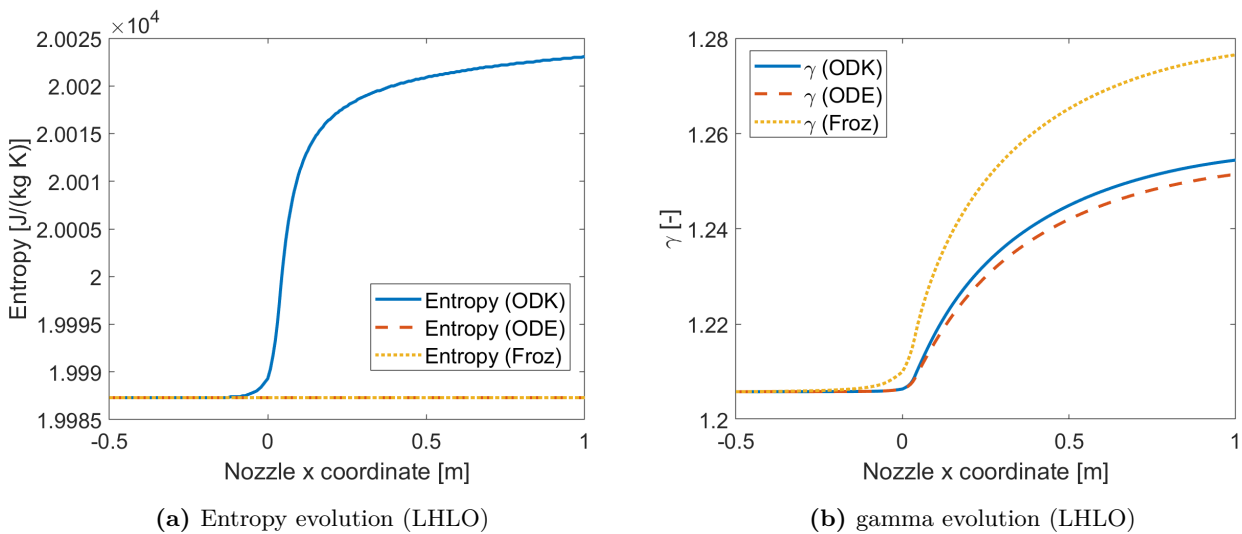 ×10⁴
2.0025
2.002
2.0015
2.001
2.0005
2
1.9995
1.999
1.9985
Entropy [J/(kg K)]
Entropy (ODK)
Entropy (ODE)
Entropy (Froz)
-0.5
0
0.5
1
Nozzle x coordinate [m]
(a) Entropy evolution (LHLO)
1.28
1.26
1.24
1.22
1.2
γ [-]
γ (ODK)
γ (ODE)
γ (Froz)
-0.5
0
0.5
1
Nozzle x coordinate [m]
(b) gamma evolution (LHLO)